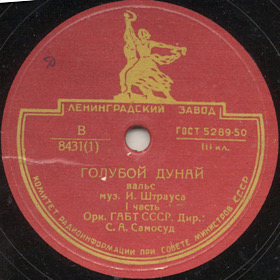 ЛЕНИНГРАДСКИЙ ЗАВОД
В
8431(1)
ГОСТ 5289-50
III кл.
ГОЛУБОЙ ДУНАЙ
вальс
муз. И. Штрауса
I часть
Орк. ГАБТ СССР, Дир.:
С. А. Самосуд
КОМИТЕТ РАДИОИНФОРМАЦИИ ПРИ СОВЕТЕ МИНИСТРОВ СССР